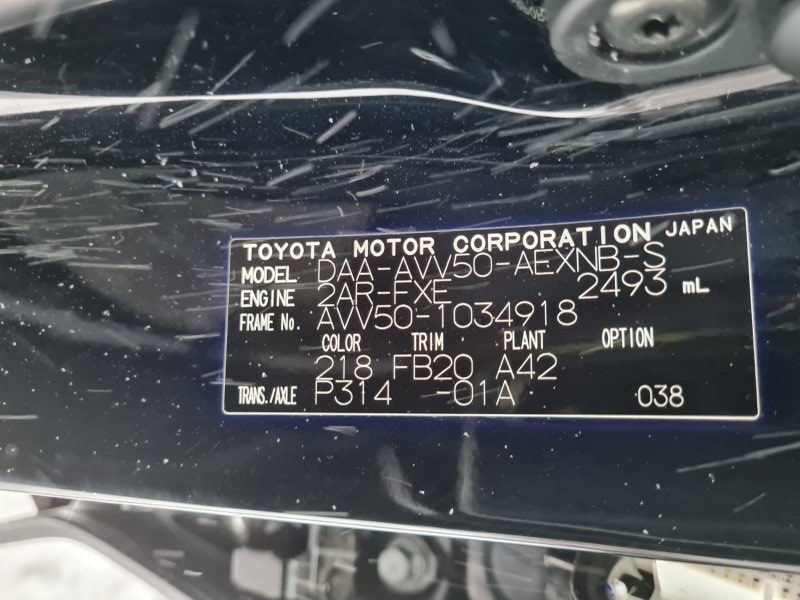 TOYOTA MOTOR CORPORATION JAPAN
MODEL DAA-AVV50-AEXNB-S
ENGINE 2AR-FXE 2493 mL
FRAME No. AVV50-1034918
COLOR TRIM PLANT OPTION
218 FB20 A42
TRANS./AXLE P314 -01A 038